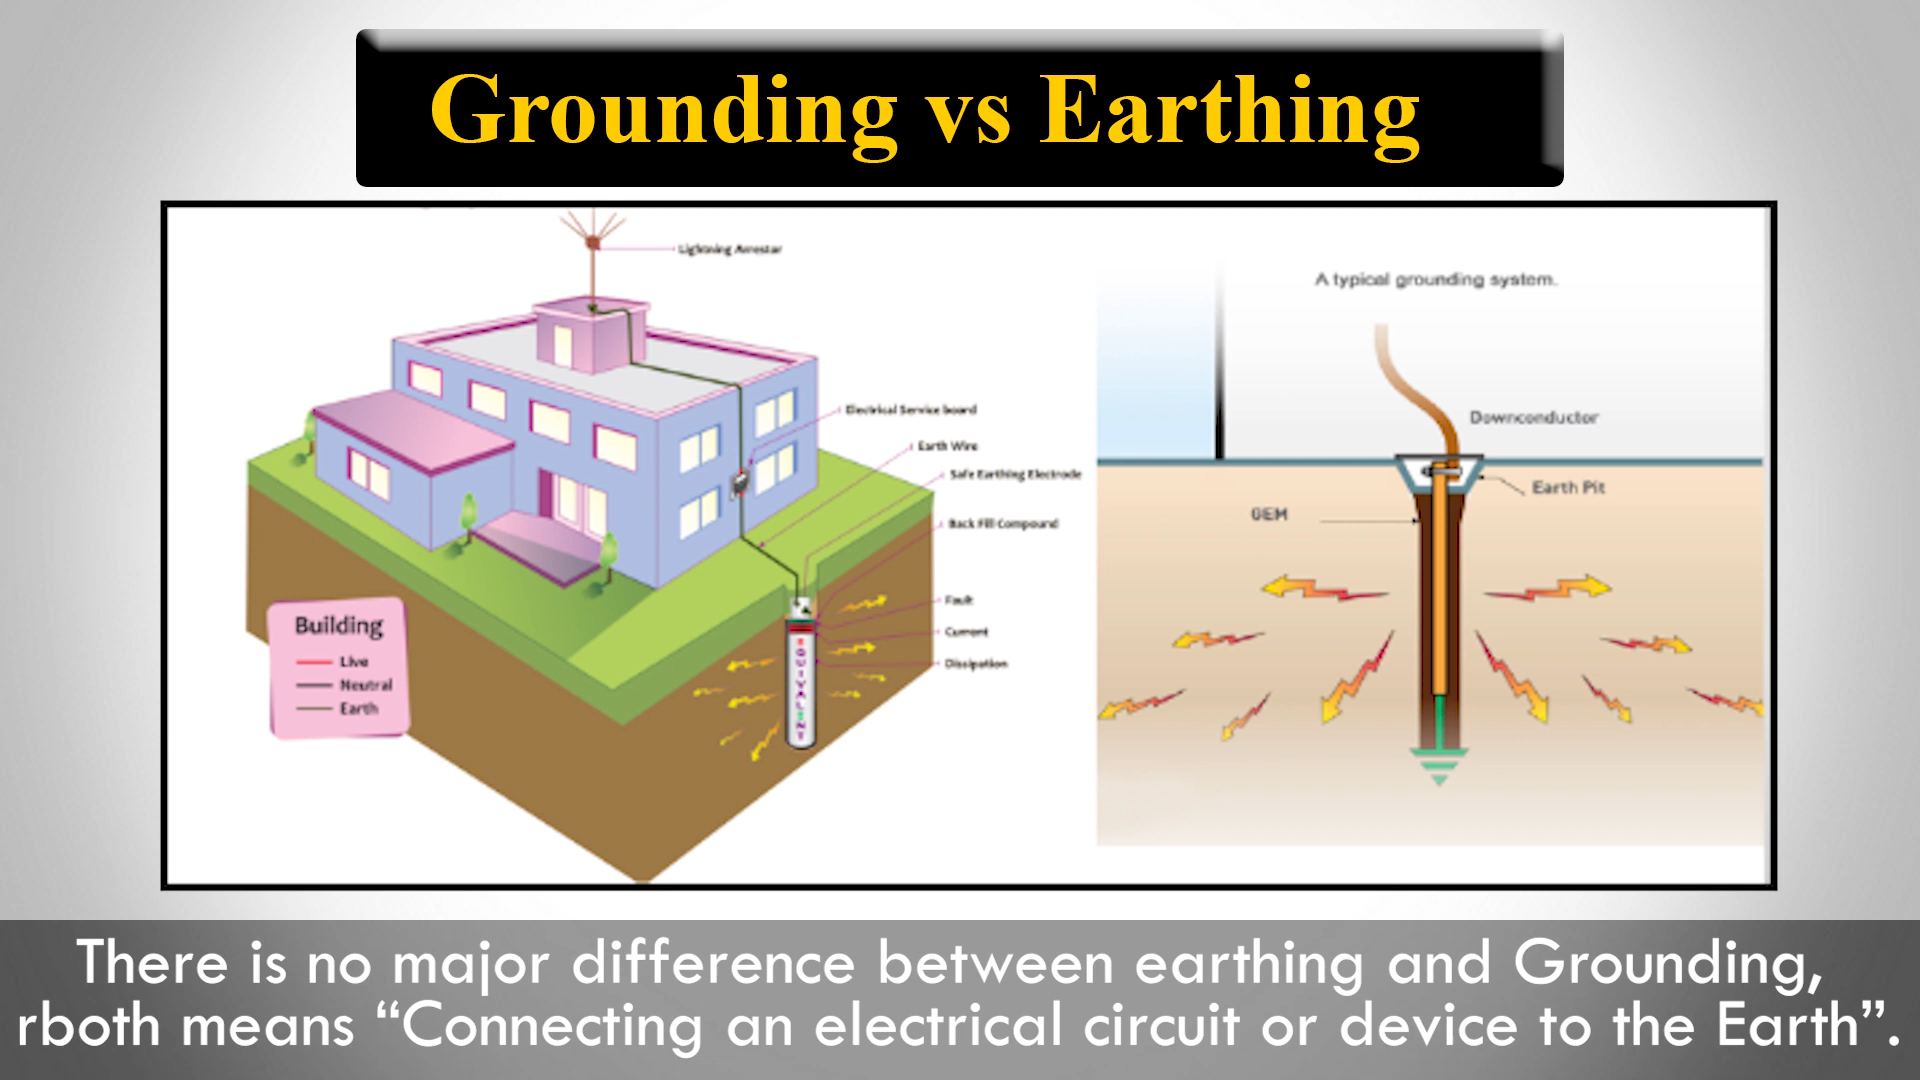 Grounding vs Earthing
Lightning Arrestor
Electrical Service board
Earth Wire
Safe Earthing Electrode
Back Fill Compound
Fault
Current
Dissipation
EQUIVALENT
Building
Live
Neutral
Earth
A typical grounding system.
Downconductor
Earth Pit
GEM
There is no major difference between earthing and Grounding,
rboth means “Connecting an electrical circuit or device to the Earth”.